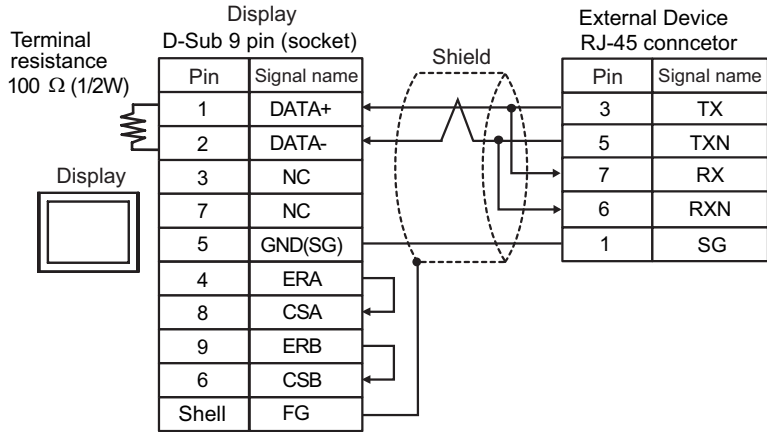 Terminal
resistance
100 Ω (1/2W)
Display
D-Sub 9 pin (socket)
Shield
External Device
RJ-45 conncetor
Pin Signal name
1 DATA+
2 DATA-
3 NC
7 NC
5 GND(SG)
4 ERA
8 CSA
9 ERB
6 CSB
Shell FG
Display
Pin Signal name
3 TX
5 TXN
7 RX
6 RXN
1 SG